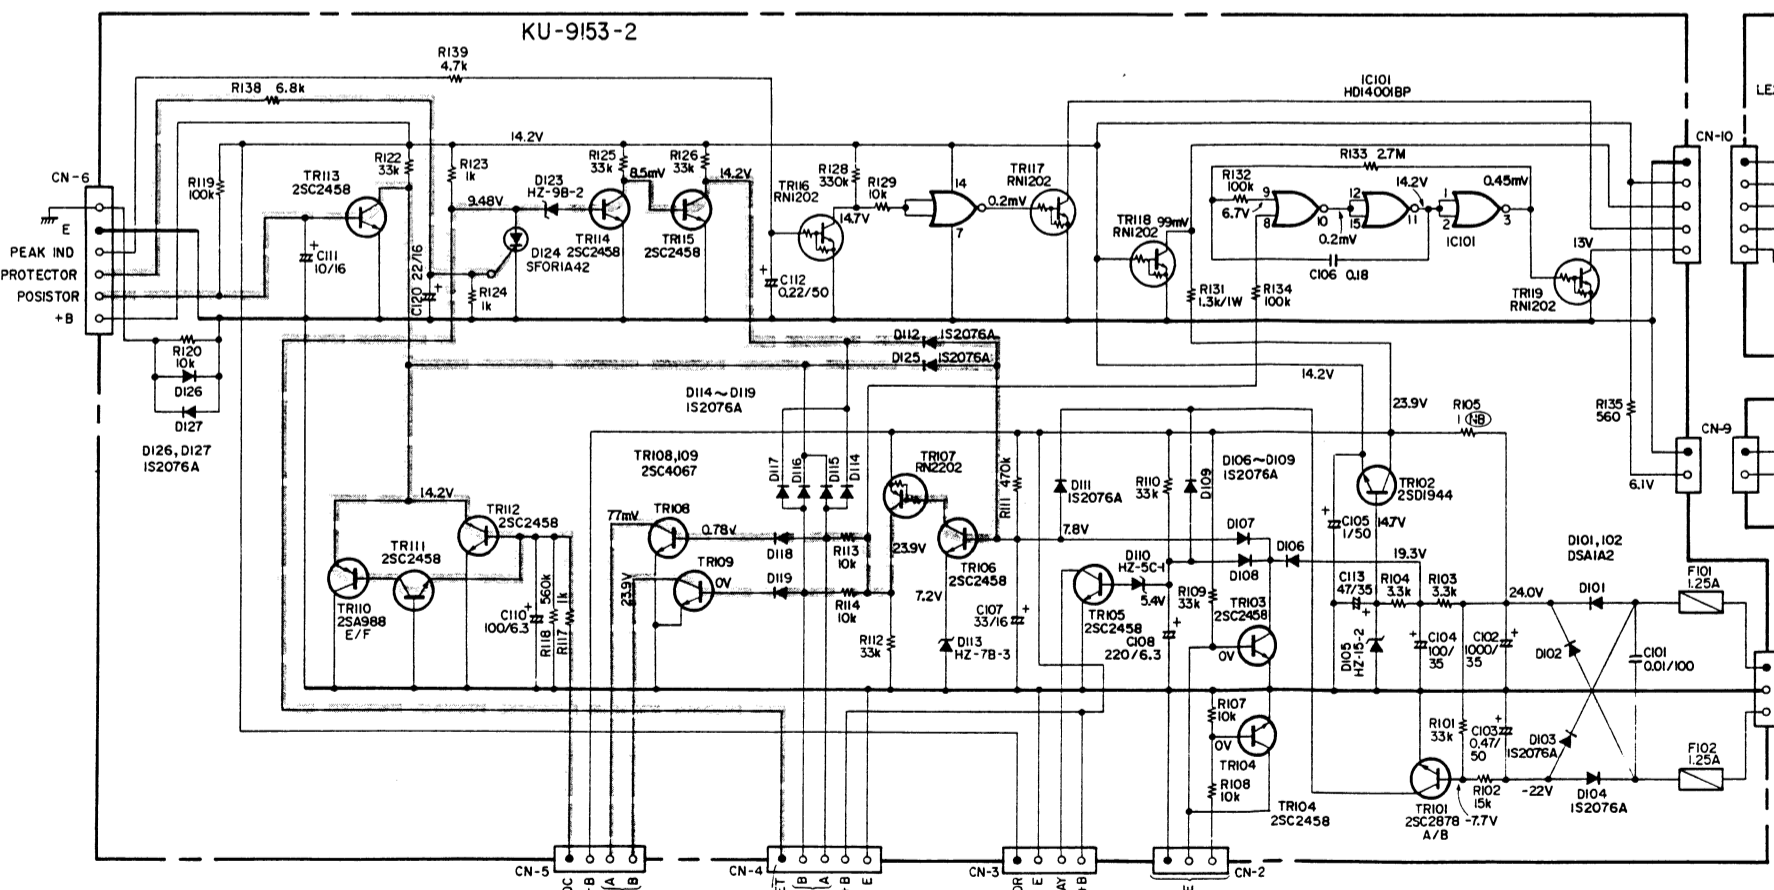 KU-9153-2
R139
4.7k
R138 6.8k
IC101
HD14001BP
LE
CN-10
CN-6
E
PEAK IND
PROTECTOR
POSISTOR
+B
R119
100k
TR113
2SC2458
R122
33k
14.2V
R123
1k
D123
HZ-9B-2
R125
33k
8.5mV
R126
33k
14.2V
9.48V
TR114
2SC2458
TR115
2SC2458
D124
SFOR1A42
C111
10/16
C120 22/16
R124
1k
TR116
RN1202
R128
330k
R129
10k
14.7V
14
7
0.2mV
TR117
RN1202
C112
0.22/50
TR118
RN1202
99mV
R131
1.3k/1W
R132
100k
R133 2.7M
9
8
6.7V
10
0.2mV
12
15
14.2V
11
1
2
0.45mV
3
IC101
C106 0.18
R134
100k
13V
TR119
RN1202
R120
10k
D126
D127
D126, D127
1S2076A
D112 1S2076A
D125 1S2076A
D114~D119
1S2076A
14.2V
23.9V
R105
1 NB
R135
560
CN-9
6.1V
TR108,109
2SC4067
D117
D116
D115
D114
TR107
RN2202
R111 470k
D111
1S2076A
R110
33k
D109
D106~D109
1S2076A
TR102
2SD1944
C105
1/50
14.7V
14.2V
TR112
2SC2458
TR111
2SC2458
TR110
2SA988
E/F
C110
100/6.3
R118 560k
R117 1k
77mV
TR108
0.78V
TR109
0V
23.9V
D118
R113
10k
D119
R114
10k
23.9V
TR106
2SC2458
7.2V
R112
33k
D113
HZ-7B-3
7.8V
C107
33/16
D110
HZ-5C-1
5.4V
TR105
2SC2458
C108
220/6.3
D107
D108
D106
R109
33k
TR103
2SC2458
0V
19.3V
C113
47/35
R104
3.3k
R103
3.3k
24.0V
D105
HZ-15-2
C104
100/
35
C102
1000/
35
D101, 102
DSA1A2
D101
D102
C101
0.01/100
F101
1.25A
R107
10k
0V
TR104
R108
10k
TR104
2SC2458
R101
33k
C103
0.47/
50
R102
15k
-7.7V
TR101
2SC2878
A/B
D103
1S2076A
-22V
D104
1S2076A
F102
1.25A
CN-5
DC
-B
A
B
CN-4
ET
B
A
-B
E
CN-3
OR
E
AY
+B
CN-2